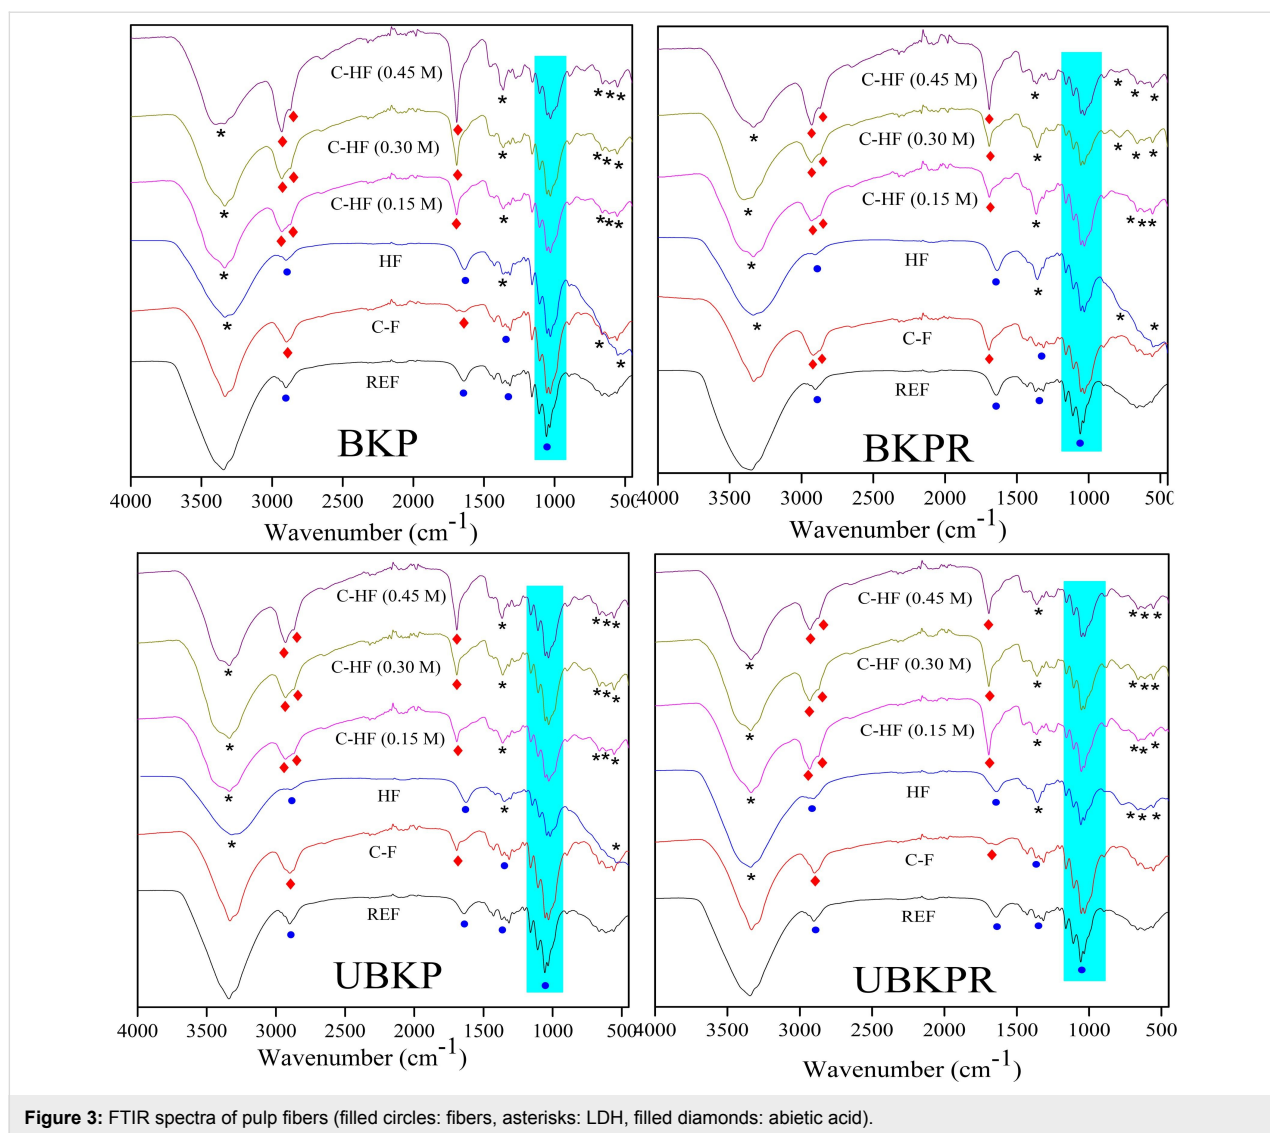 C-HF (0.45 M)
C-HF (0.30 M)
C-HF (0.15 M)
HF
C-F
REF
BKP
4000 3500 3000 2500 2000 1500 1000 500
Wavenumber (cm-1)
C-HF (0.45 M)
C-HF (0.30 M)
C-HF (0.15 M)
HF
C-F
REF
BKPR
4000 3500 3000 2500 2000 1500 1000 500
Wavenumber (cm-1)
C-HF (0.45 M)
C-HF (0.30 M)
C-HF (0.15 M)
HF
C-F
REF
UBKP
4000 3500 3000 2500 2000 1500 1000 500
Wavenumber (cm-1)
C-HF (0.45 M)
C-HF (0.30 M)
C-HF (0.15 M)
HF
C-F
REF
UBKPR
4000 3500 3000 2500 2000 1500 1000 500
Wavenumber (cm-1)
Figure 3: FTIR spectra of pulp fibers (filled circles: fibers, asterisks: LDH, filled diamonds: abietic acid).